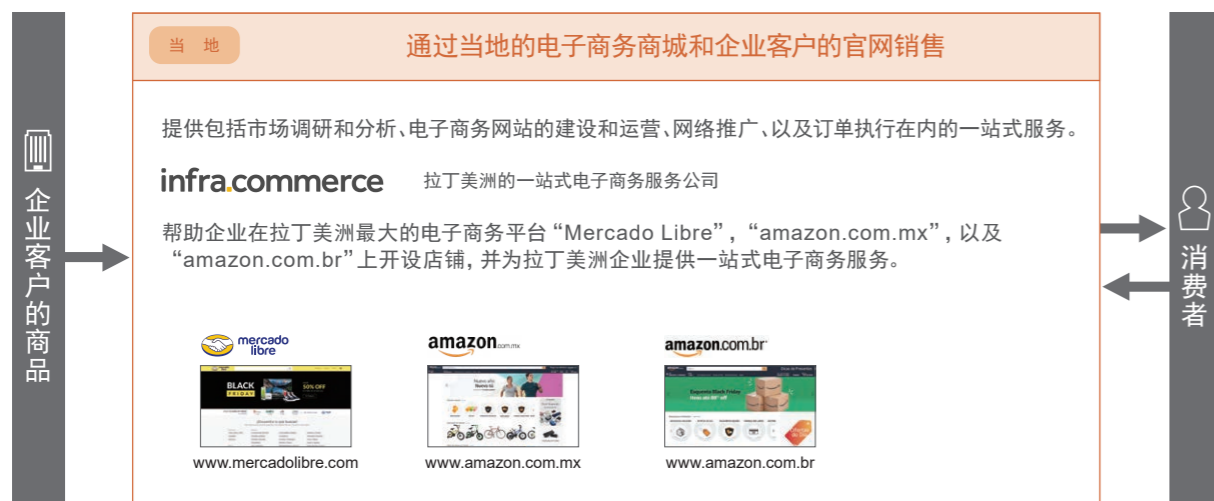 当 地
通过当地的电子商务商城和企业客户的官网销售
企业客户的商品
提供包括市场调研和分析、电子商务网站的建设和运营、网络推广、以及订单执行在内的一站式服务。
infra.commerce
拉丁美洲的一站式电子商务服务公司
帮助企业在拉丁美洲最大的电子商务平台“Mercado Libre”，“amazon.com.mx”，以及
“amazon.com.br”上开设店铺，并为拉丁美洲企业提供一站式电子商务服务。
消费者
mercado
libre
amazon.com.mx
amazon.com.br
BLACK
FRIDAY
50% OFF
www.mercadolibre.com
www.amazon.com.mx
www.amazon.com.br